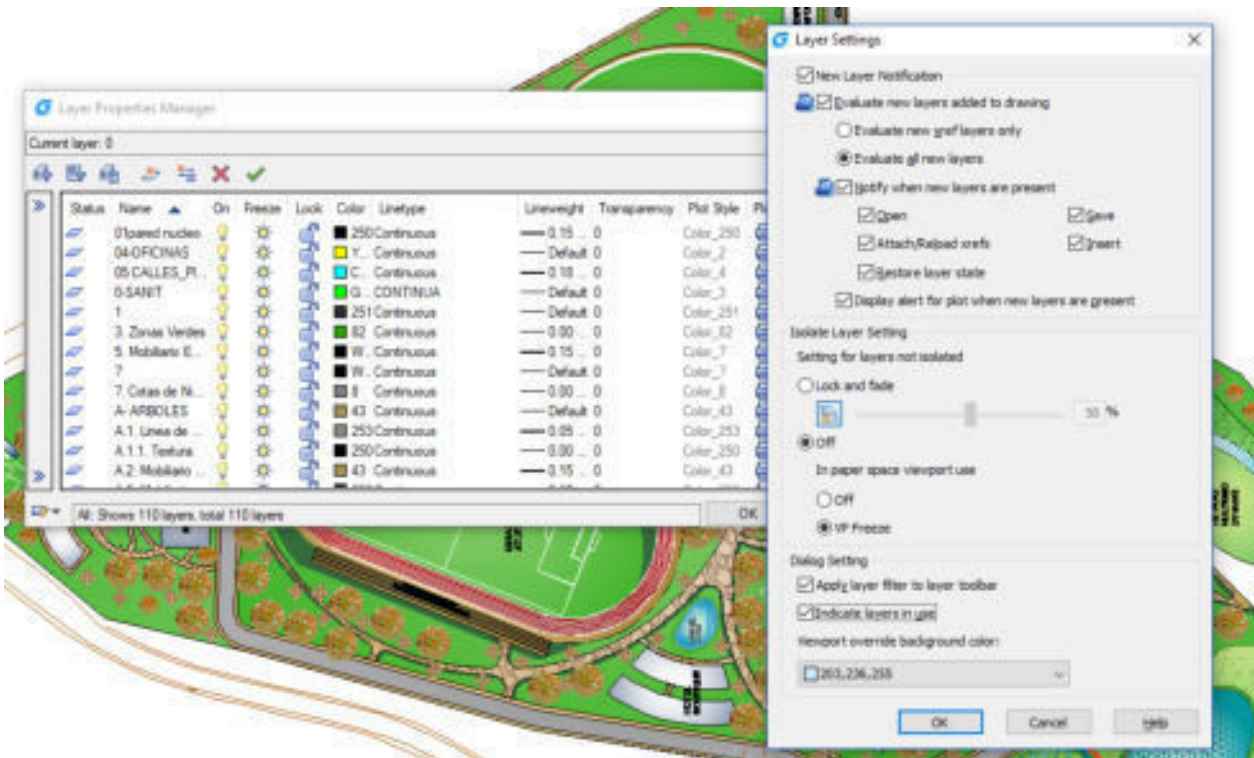 Layer Properties Manager
Current layer: 0
Status Name On Freeze Lock Color Linetype Lineweight Transparency Plot Style
01pared nucleo 250 Continuous 0.15 ... 0 Color_250
04-OFICINAS Y... Continuous Default 0 Color_2
05 CALLES_PI... C... Continuous 0.18 ... 0 Color_4
0-SANIT G... CONTINUA Default 0 Color_3
1 251 Continuous Default 0 Color_251
3. Zonas Verdes 82 Continuous 0.00 ... 0 Color_82
5. Mobiliario E... W... Continuous 0.15 ... 0 Color_7
7 W... Continuous Default 0 Color_7
7. Cotas de Ni... 8 Continuous 0.00 ... 0 Color_8
A- ARBOLES 43 Continuous Default 0 Color_43
A.1. Linea de ... 253 Continuous 0.05 ... 0 Color_253
A.1.1. Textura 250 Continuous 0.00 ... 0 Color_250
A.2. Mobiliario ... 43 Continuous 0.15 ... 0 Color_43
All: Shows 110 layers, total 110 layers
OK
Layer Settings
New Layer Notification
Evaluate new layers added to drawing
Evaluate new xref layers only
Evaluate all new layers
Notify when new layers are present
Open Save
Attach/Reload xrefs Insert
Restore layer state
Display alert for plot when new layers are present
Isolate Layer Setting
Setting for layers not isolated
Lock and fade
50 %
Off
In paper space viewport use
Off
VP Freeze
Dialog Setting
Apply layer filter to layer toolbar
Indicate layers in use
Viewport override background color:
203,236,255
OK Cancel Help